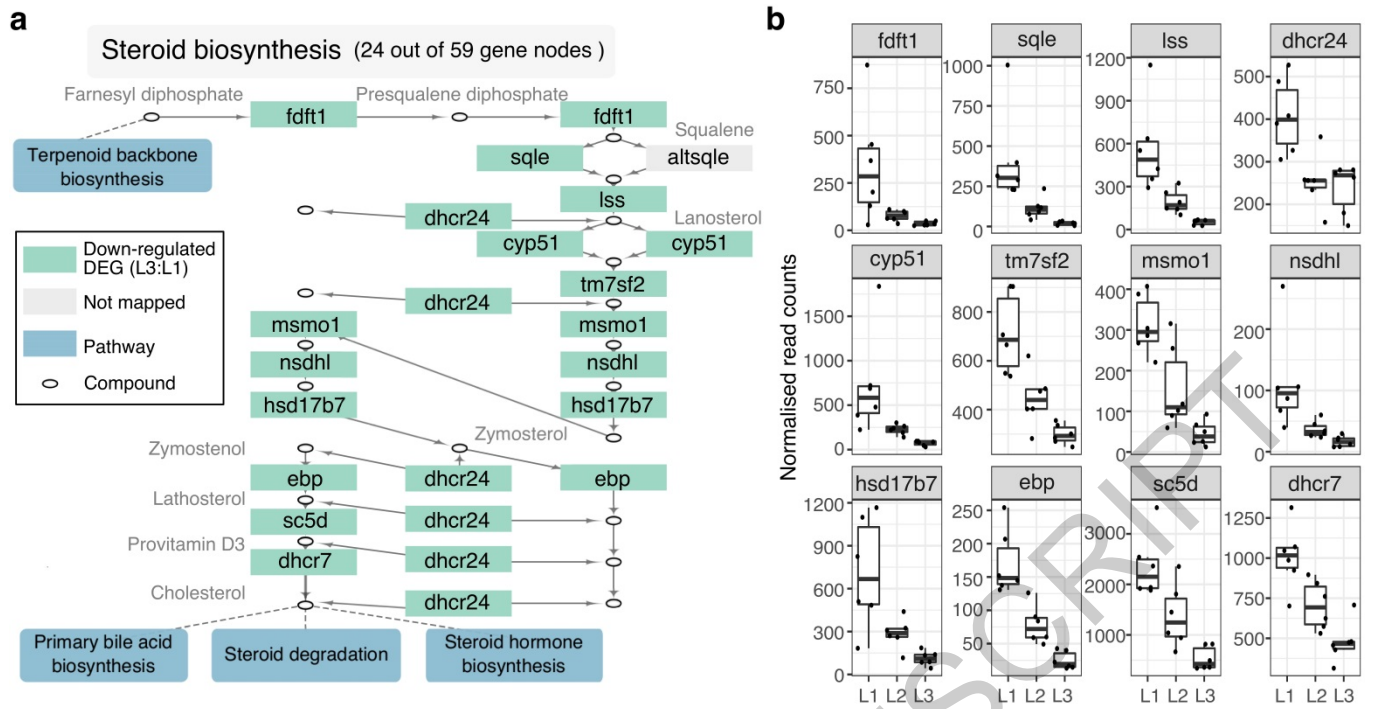 a
Steroid biosynthesis (24 out of 59 gene nodes )
Farnesyl diphosphate
Presqualene diphosphate
fdft1
fdft1
Squalene
Terpenoid backbone
biosynthesis
sqle
altsqle
lss
dhcr24
Lanosterol
cyp51
cyp51
tm7sf2
dhcr24
msmo1
msmo1
nsdhl
nsdhl
hsd17b7
hsd17b7
Zymosterol
Zymostenol
ebp
dhcr24
ebp
Lathosterol
sc5d
dhcr24
Provitamin D3
dhcr7
dhcr24
Cholesterol
dhcr24
Primary bile acid
biosynthesis
Steroid degradation
Steroid hormone
biosynthesis
Down-regulated
DEG (L3:L1)
Not mapped
Pathway
Compound
b
Normalised read counts
fdft1
750
500
250
0
sqle
1000
750
500
250
0
lss
1200
900
600
300
0
dhcr24
500
400
300
200
cyp51
1500
1000
500
0
tm7sf2
800
600
400
msmo1
400
300
200
100
0
nsdhl
200
100
0
hsd17b7
1200
900
600
300
0
ebp
250
200
150
100
50
sc5d
3000
2000
1000
dhcr7
1250
1000
750
500
L1 L2 L3
L1 L2 L3
L1 L2 L3
L1 L2 L3
SCRIPT